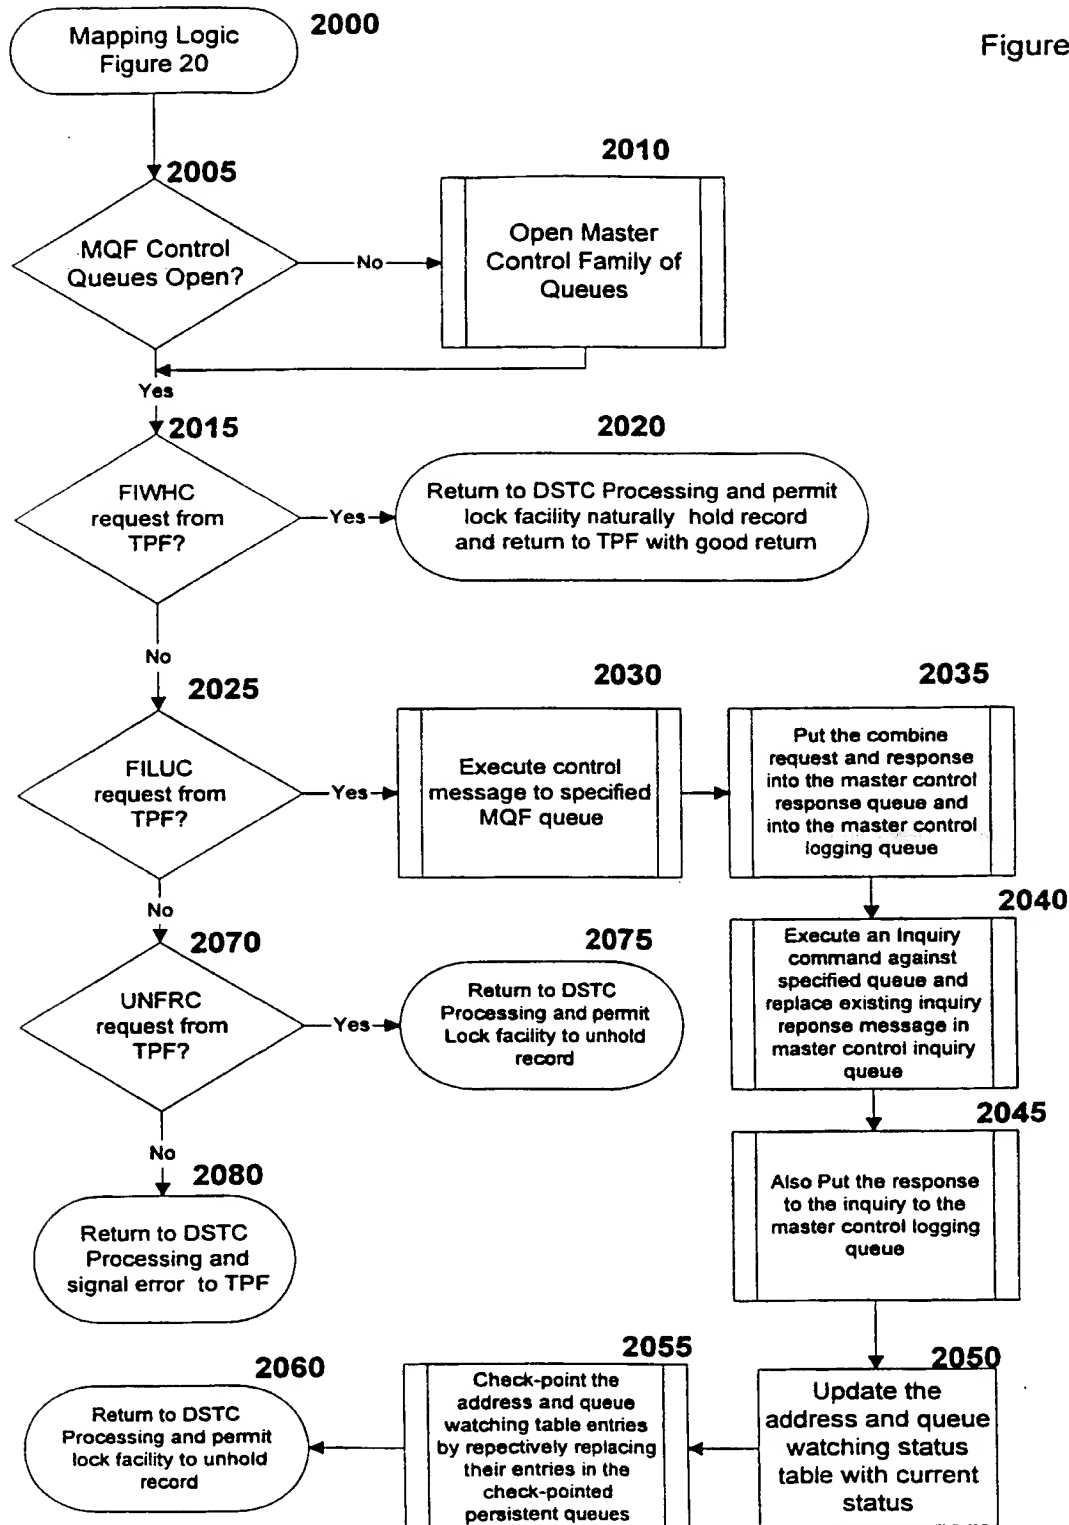 Mapping Logic
Figure 20
2000
Figure
2005
MQF Control
Queues Open?
No
2010
Open Master
Control Family of
Queues
Yes
2015
FIWHC
request from
TPF?
Yes
2020
Return to DSTC Processing and permit
lock facility naturally hold record
and return to TPF with good return
No
2025
FILUC
request from
TPF?
Yes
2030
Execute control
message to specified
MQF queue
2035
Put the combine
request and response
into the master control
response queue and
into the master control
logging queue
No
2040
Execute an Inquiry
command against
specified queue and
replace existing inquiry
reponse message in
master control inquiry
queue
2070
UNFRC
request from
TPF?
Yes
2075
Return to DSTC
Processing and permit
Lock facility to unhold
record
2045
Also Put the response
to the inquiry to the
master control logging
queue
No
2080
Return to DSTC
Processing and
signal error to TPF
2050
Update the
address and queue
watching status
table with current
status
2055
Check-point the
address and queue
watching table entries
by repectively replacing
their entries in the
check-pointed
persistent queues
2060
Return to DSTC
Processing and permit
lock facility to unhold
record